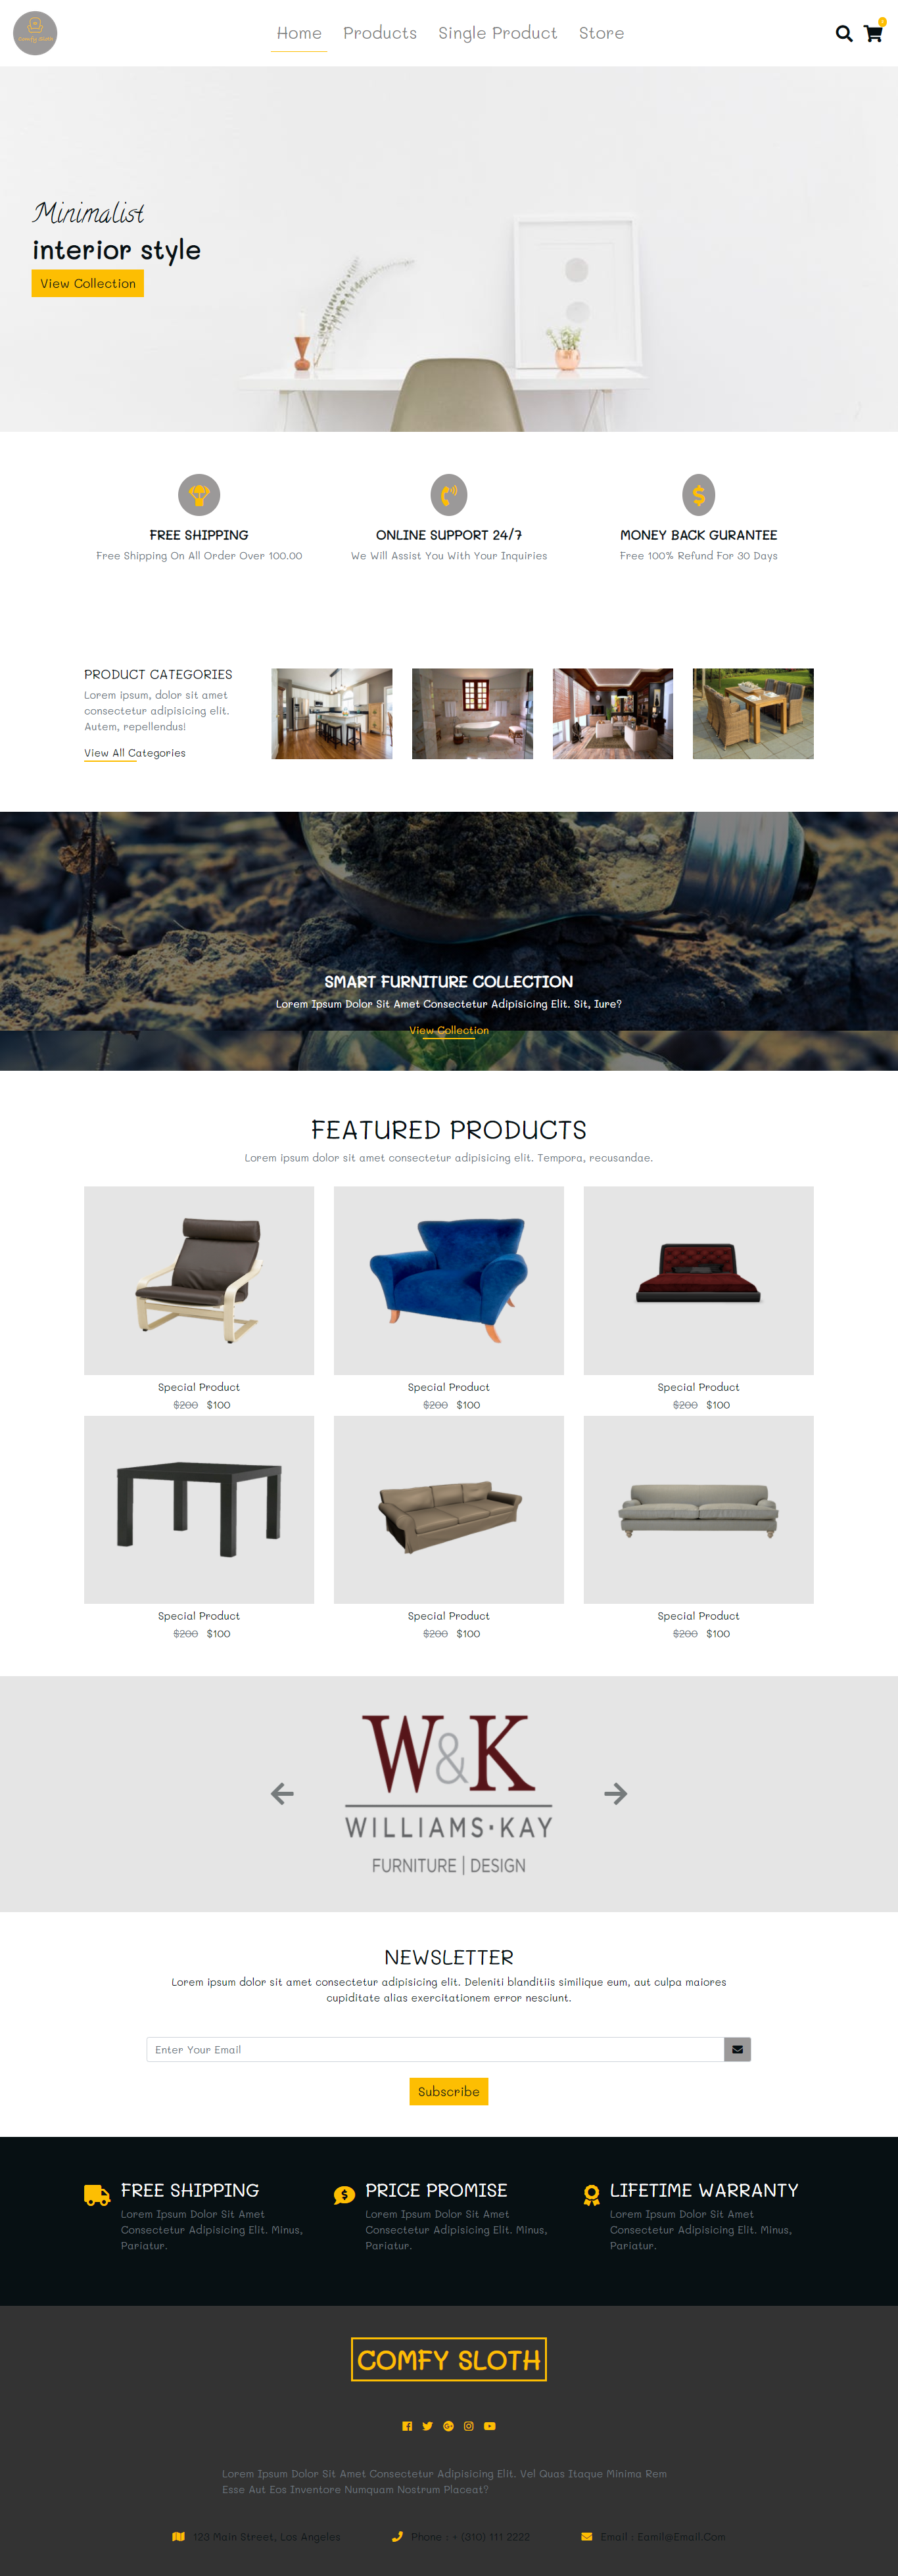 Comfy Sloth
Home Products Single Product Store
Minimalist
interior style
View Collection
FREE SHIPPING
Free Shipping On All Order Over 100.00
ONLINE SUPPORT 24/7
We Will Assist You With Your Inquiries
MONEY BACK GURANTEE
Free 100% Refund For 30 Days
PRODUCT CATEGORIES
Lorem ipsum, dolor sit amet
consectetur adipisicing elit.
Autem, repellendus!
View All Categories
SMART FURNITURE COLLECTION
Lorem Ipsum Dolor Sit Amet Consectetur Adipisicing Elit. Sit, Iure?
View Collection
FEATURED PRODUCTS
Lorem ipsum dolor sit amet consectetur adipisicing elit. Tempora, recusandae.
Special Product
$200 $100
Special Product
$200 $100
Special Product
$200 $100
Special Product
$200 $100
Special Product
$200 $100
Special Product
$200 $100
W&K
WILLIAMS·KAY
FURNITURE | DESIGN
NEWSLETTER
Lorem ipsum dolor sit amet consectetur adipisicing elit. Deleniti blanditiis similique eum, aut culpa maiores
cupiditate alias exercitationem error nesciunt.
Enter Your Email
Subscribe
FREE SHIPPING
Lorem Ipsum Dolor Sit Amet
Consectetur Adipisicing Elit. Minus,
Pariatur.
PRICE PROMISE
Lorem Ipsum Dolor Sit Amet
Consectetur Adipisicing Elit. Minus,
Pariatur.
LIFETIME WARRANTY
Lorem Ipsum Dolor Sit Amet
Consectetur Adipisicing Elit. Minus,
Pariatur.
COMFY SLOTH
Lorem Ipsum Dolor Sit Amet Consectetur Adipisicing Elit. Vel Quas Itaque Minima Rem
Esse Aut Eos Inventore Numquam Nostrum Placeat?
123 Main Street, Los Angeles
Phone : + (310) 111 2222
Email : Eamil@Email.Com